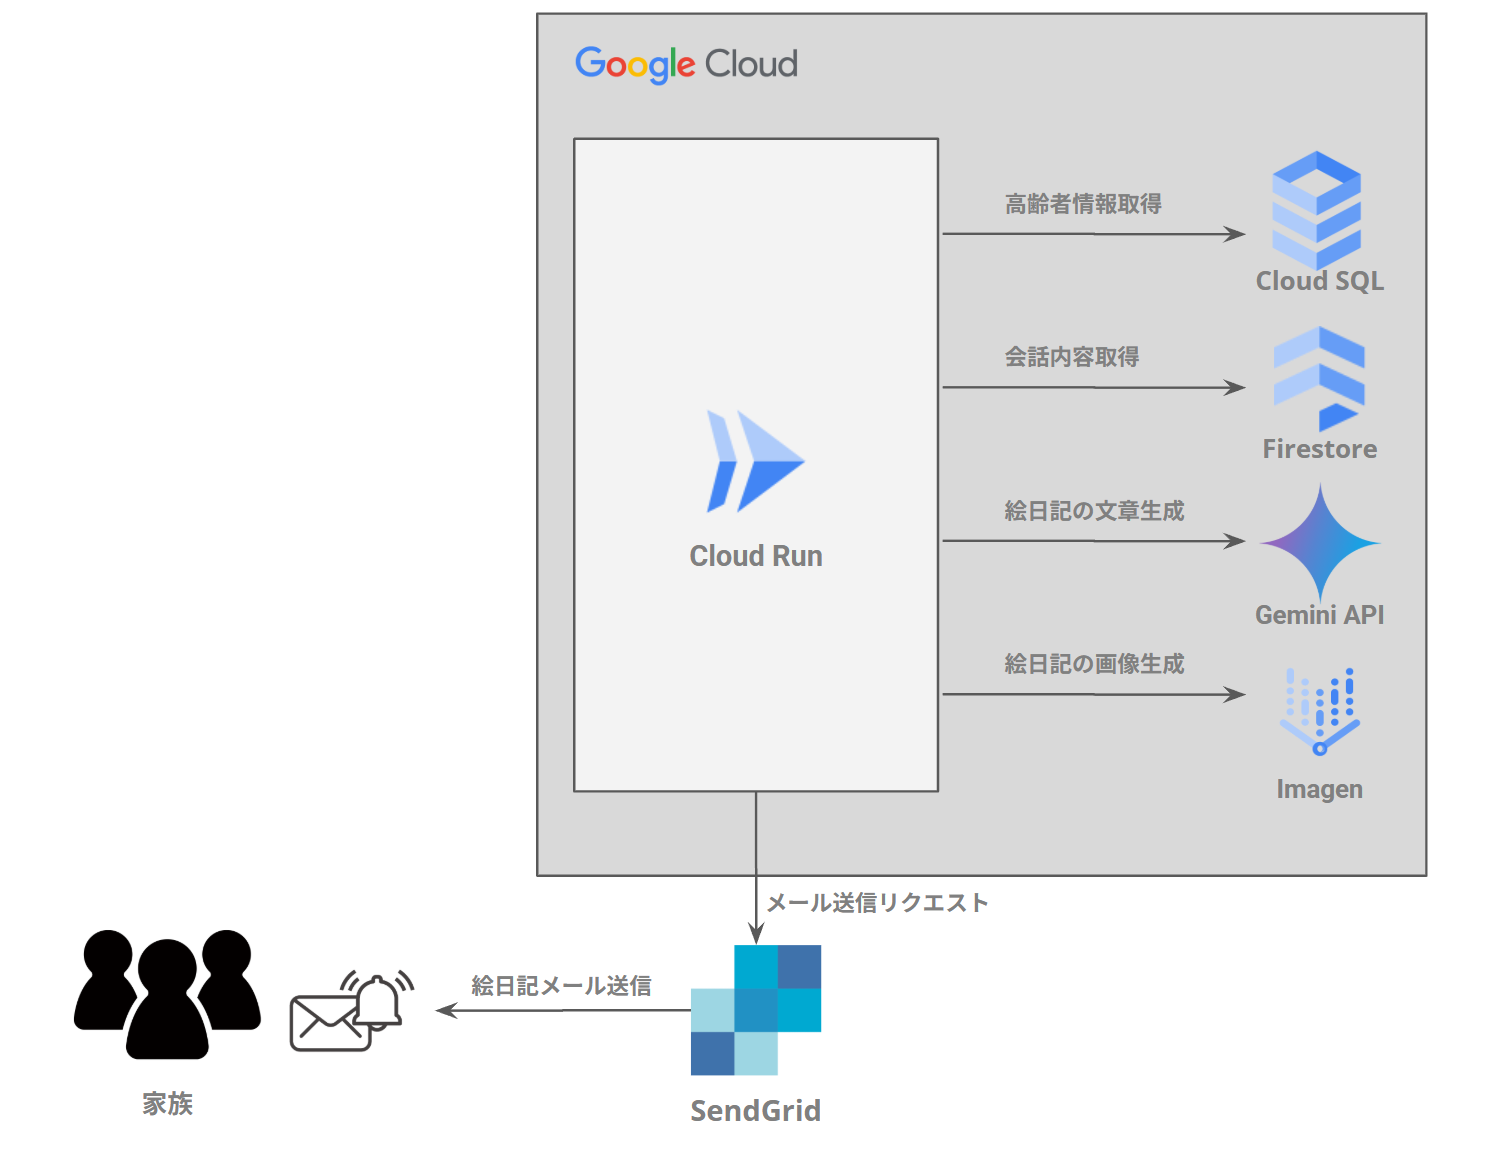 Google Cloud
高齢者情報取得
Cloud SQL
会話内容取得
Firestore
Cloud Run
絵日記の文章生成
Gemini API
絵日記の画像生成
Imagen
メール送信リクエスト
絵日記メール送信
家族
SendGrid